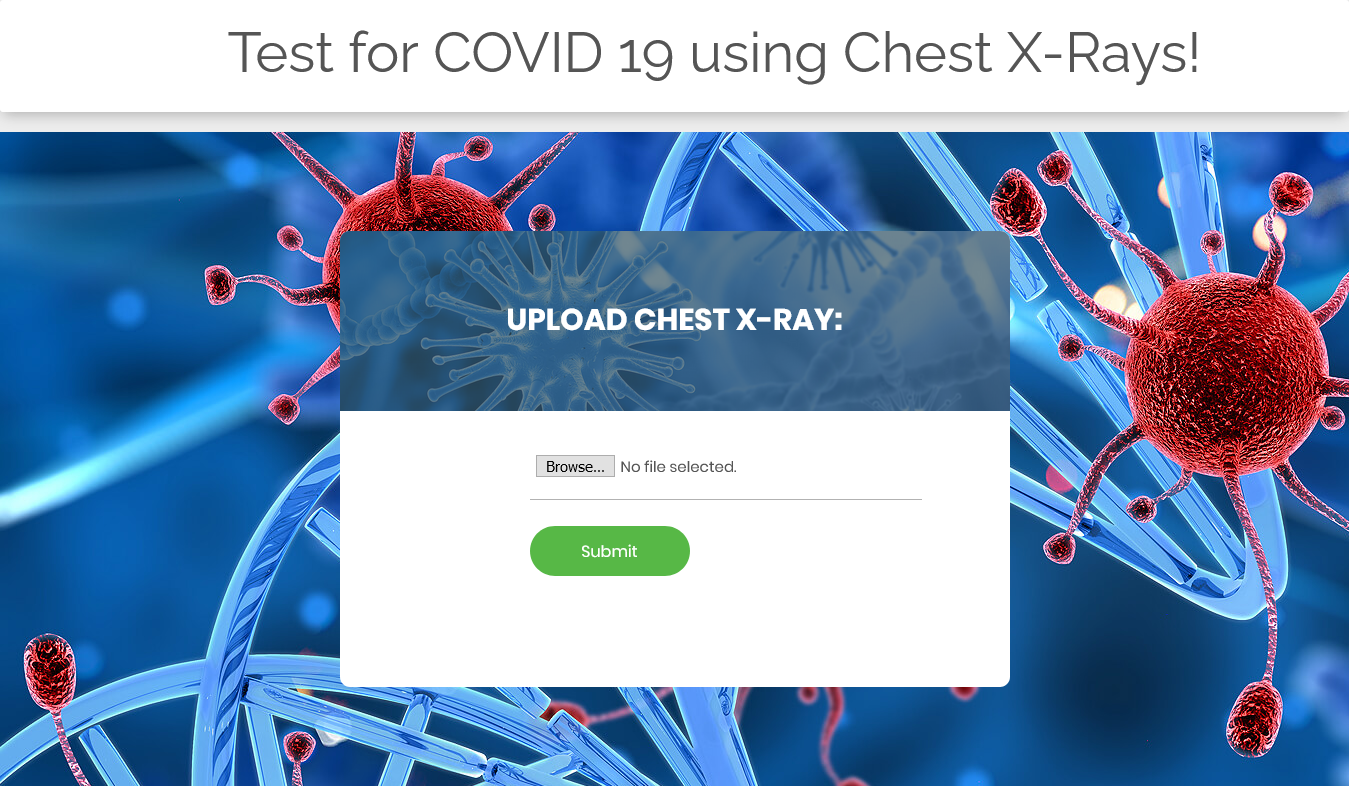 Test for COVID 19 using Chest X-Rays!
UPLOAD CHEST X-RAY:
Browse... No file selected.
Submit